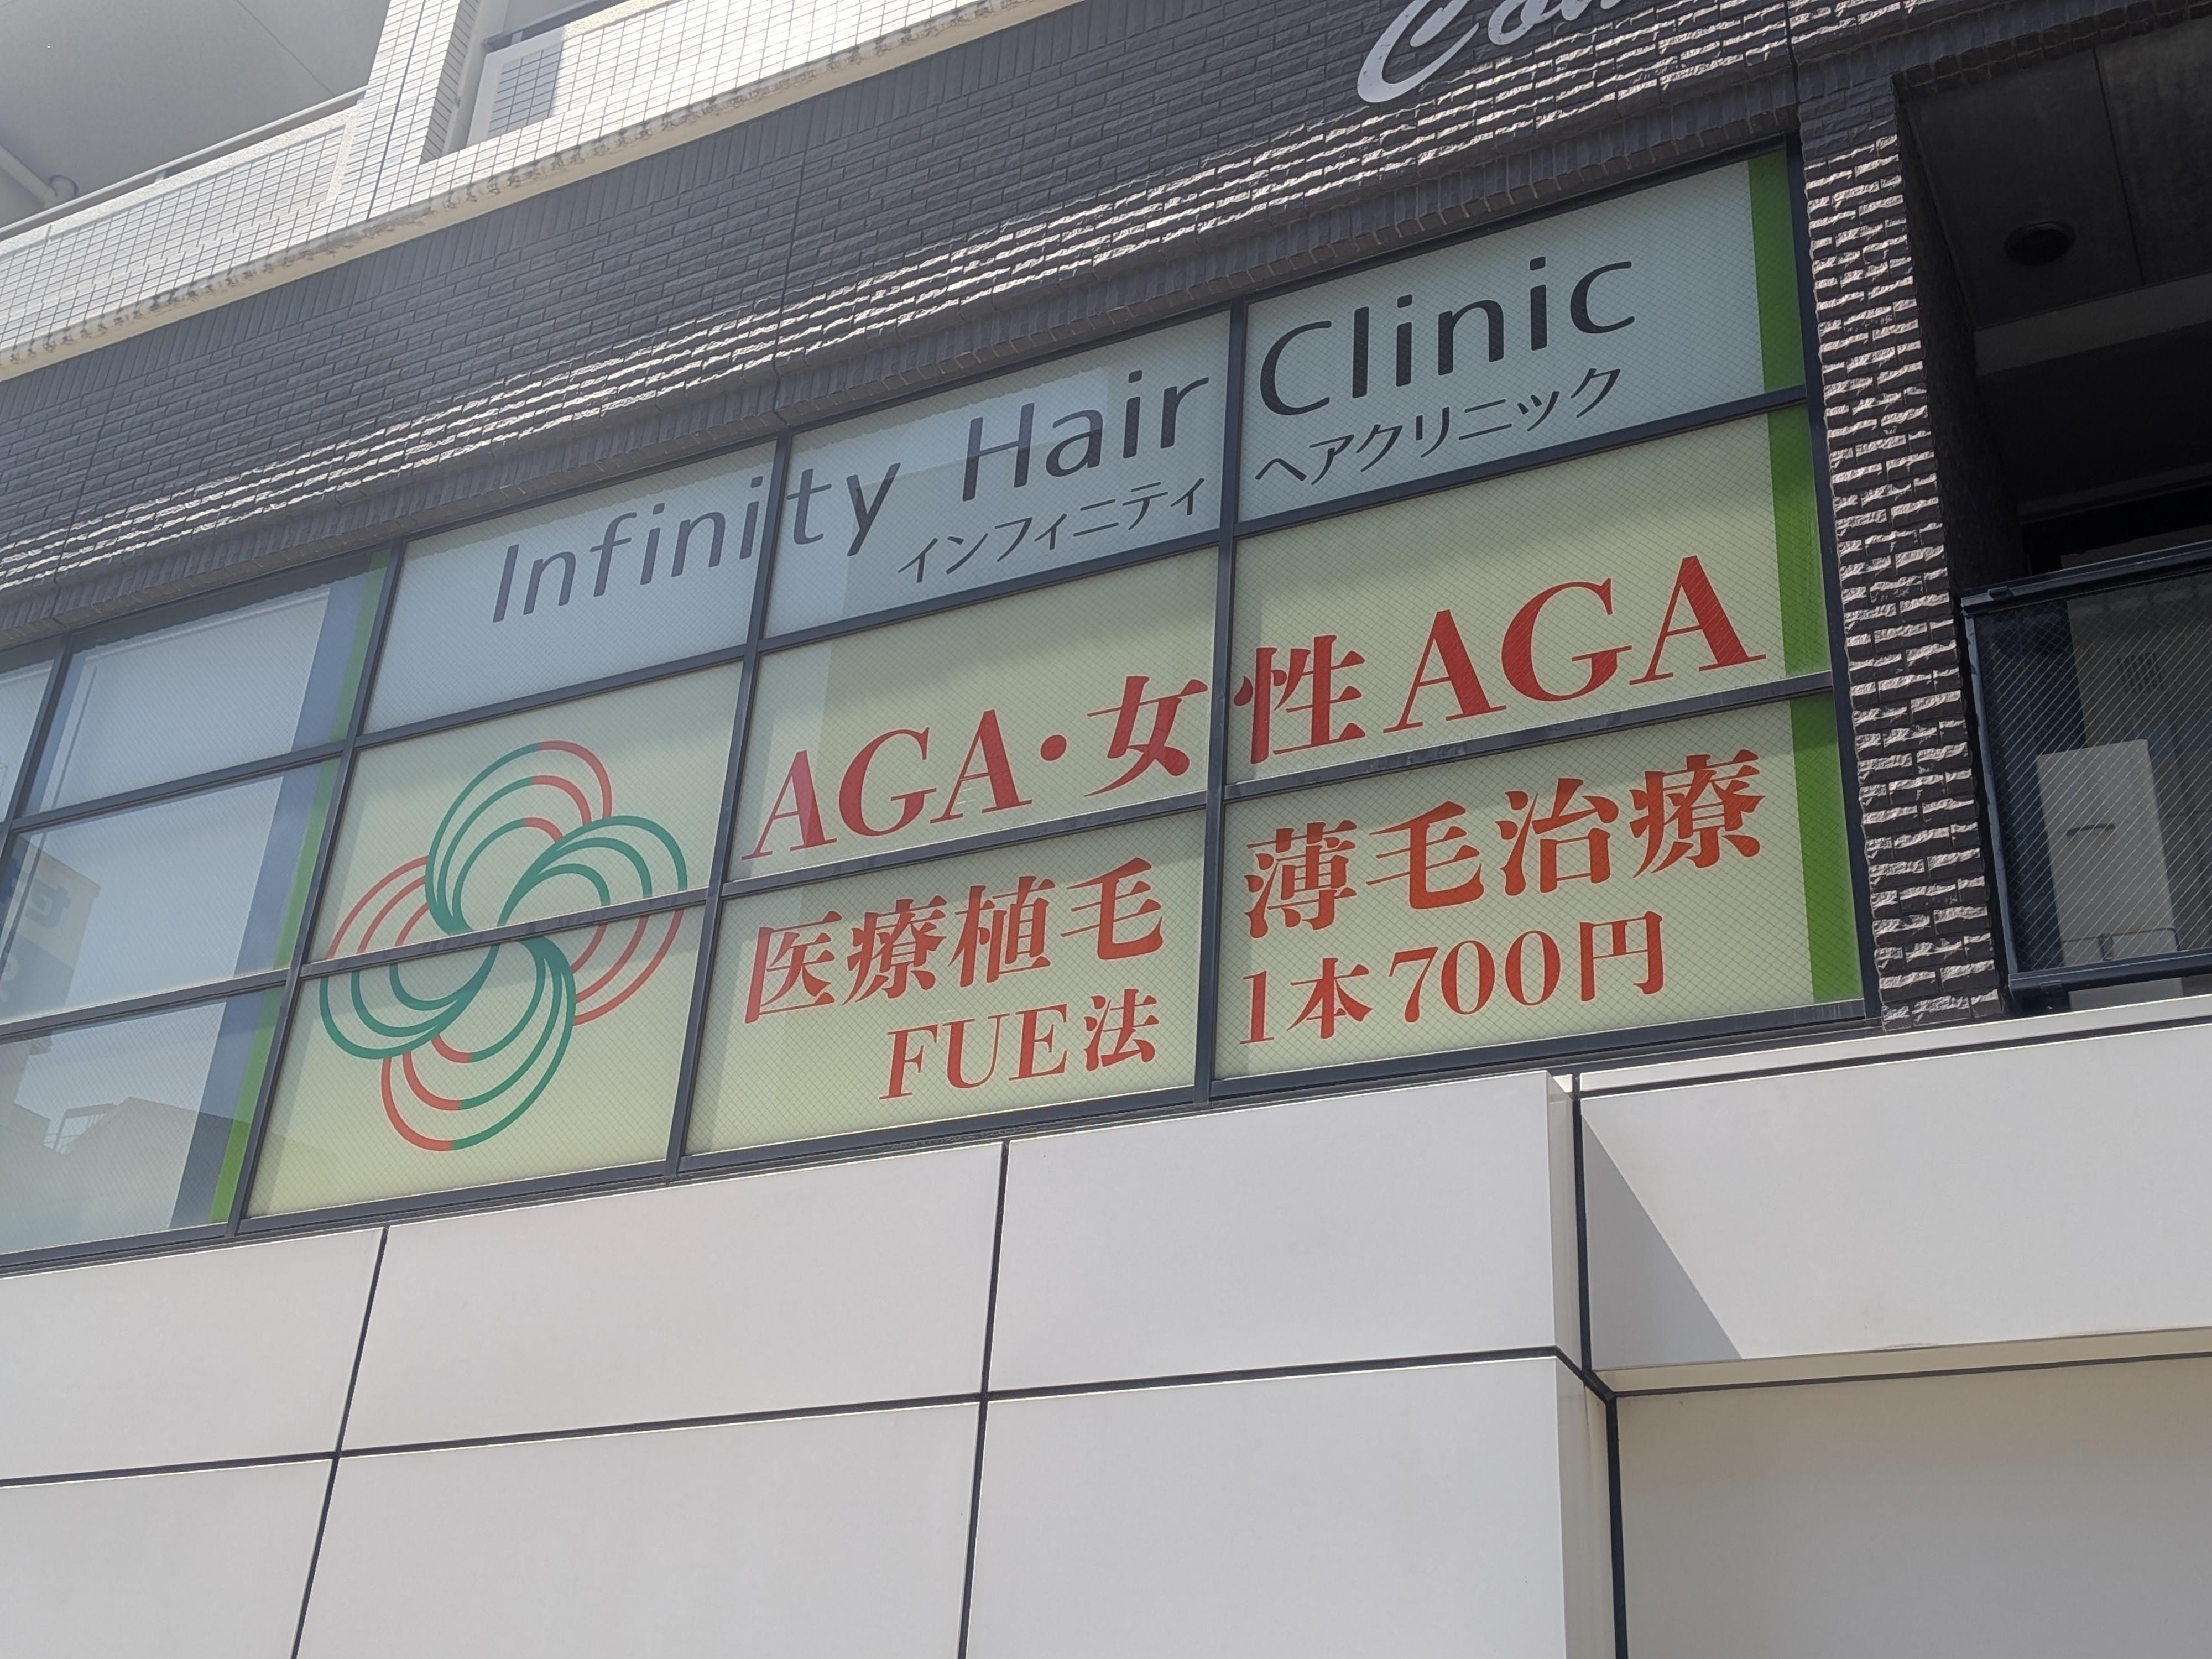 Infinity Hair Clinic
インフィニティ ヘアクリニック
AGA・女性AGA
医療植毛 薄毛治療
FUE法 1本700円